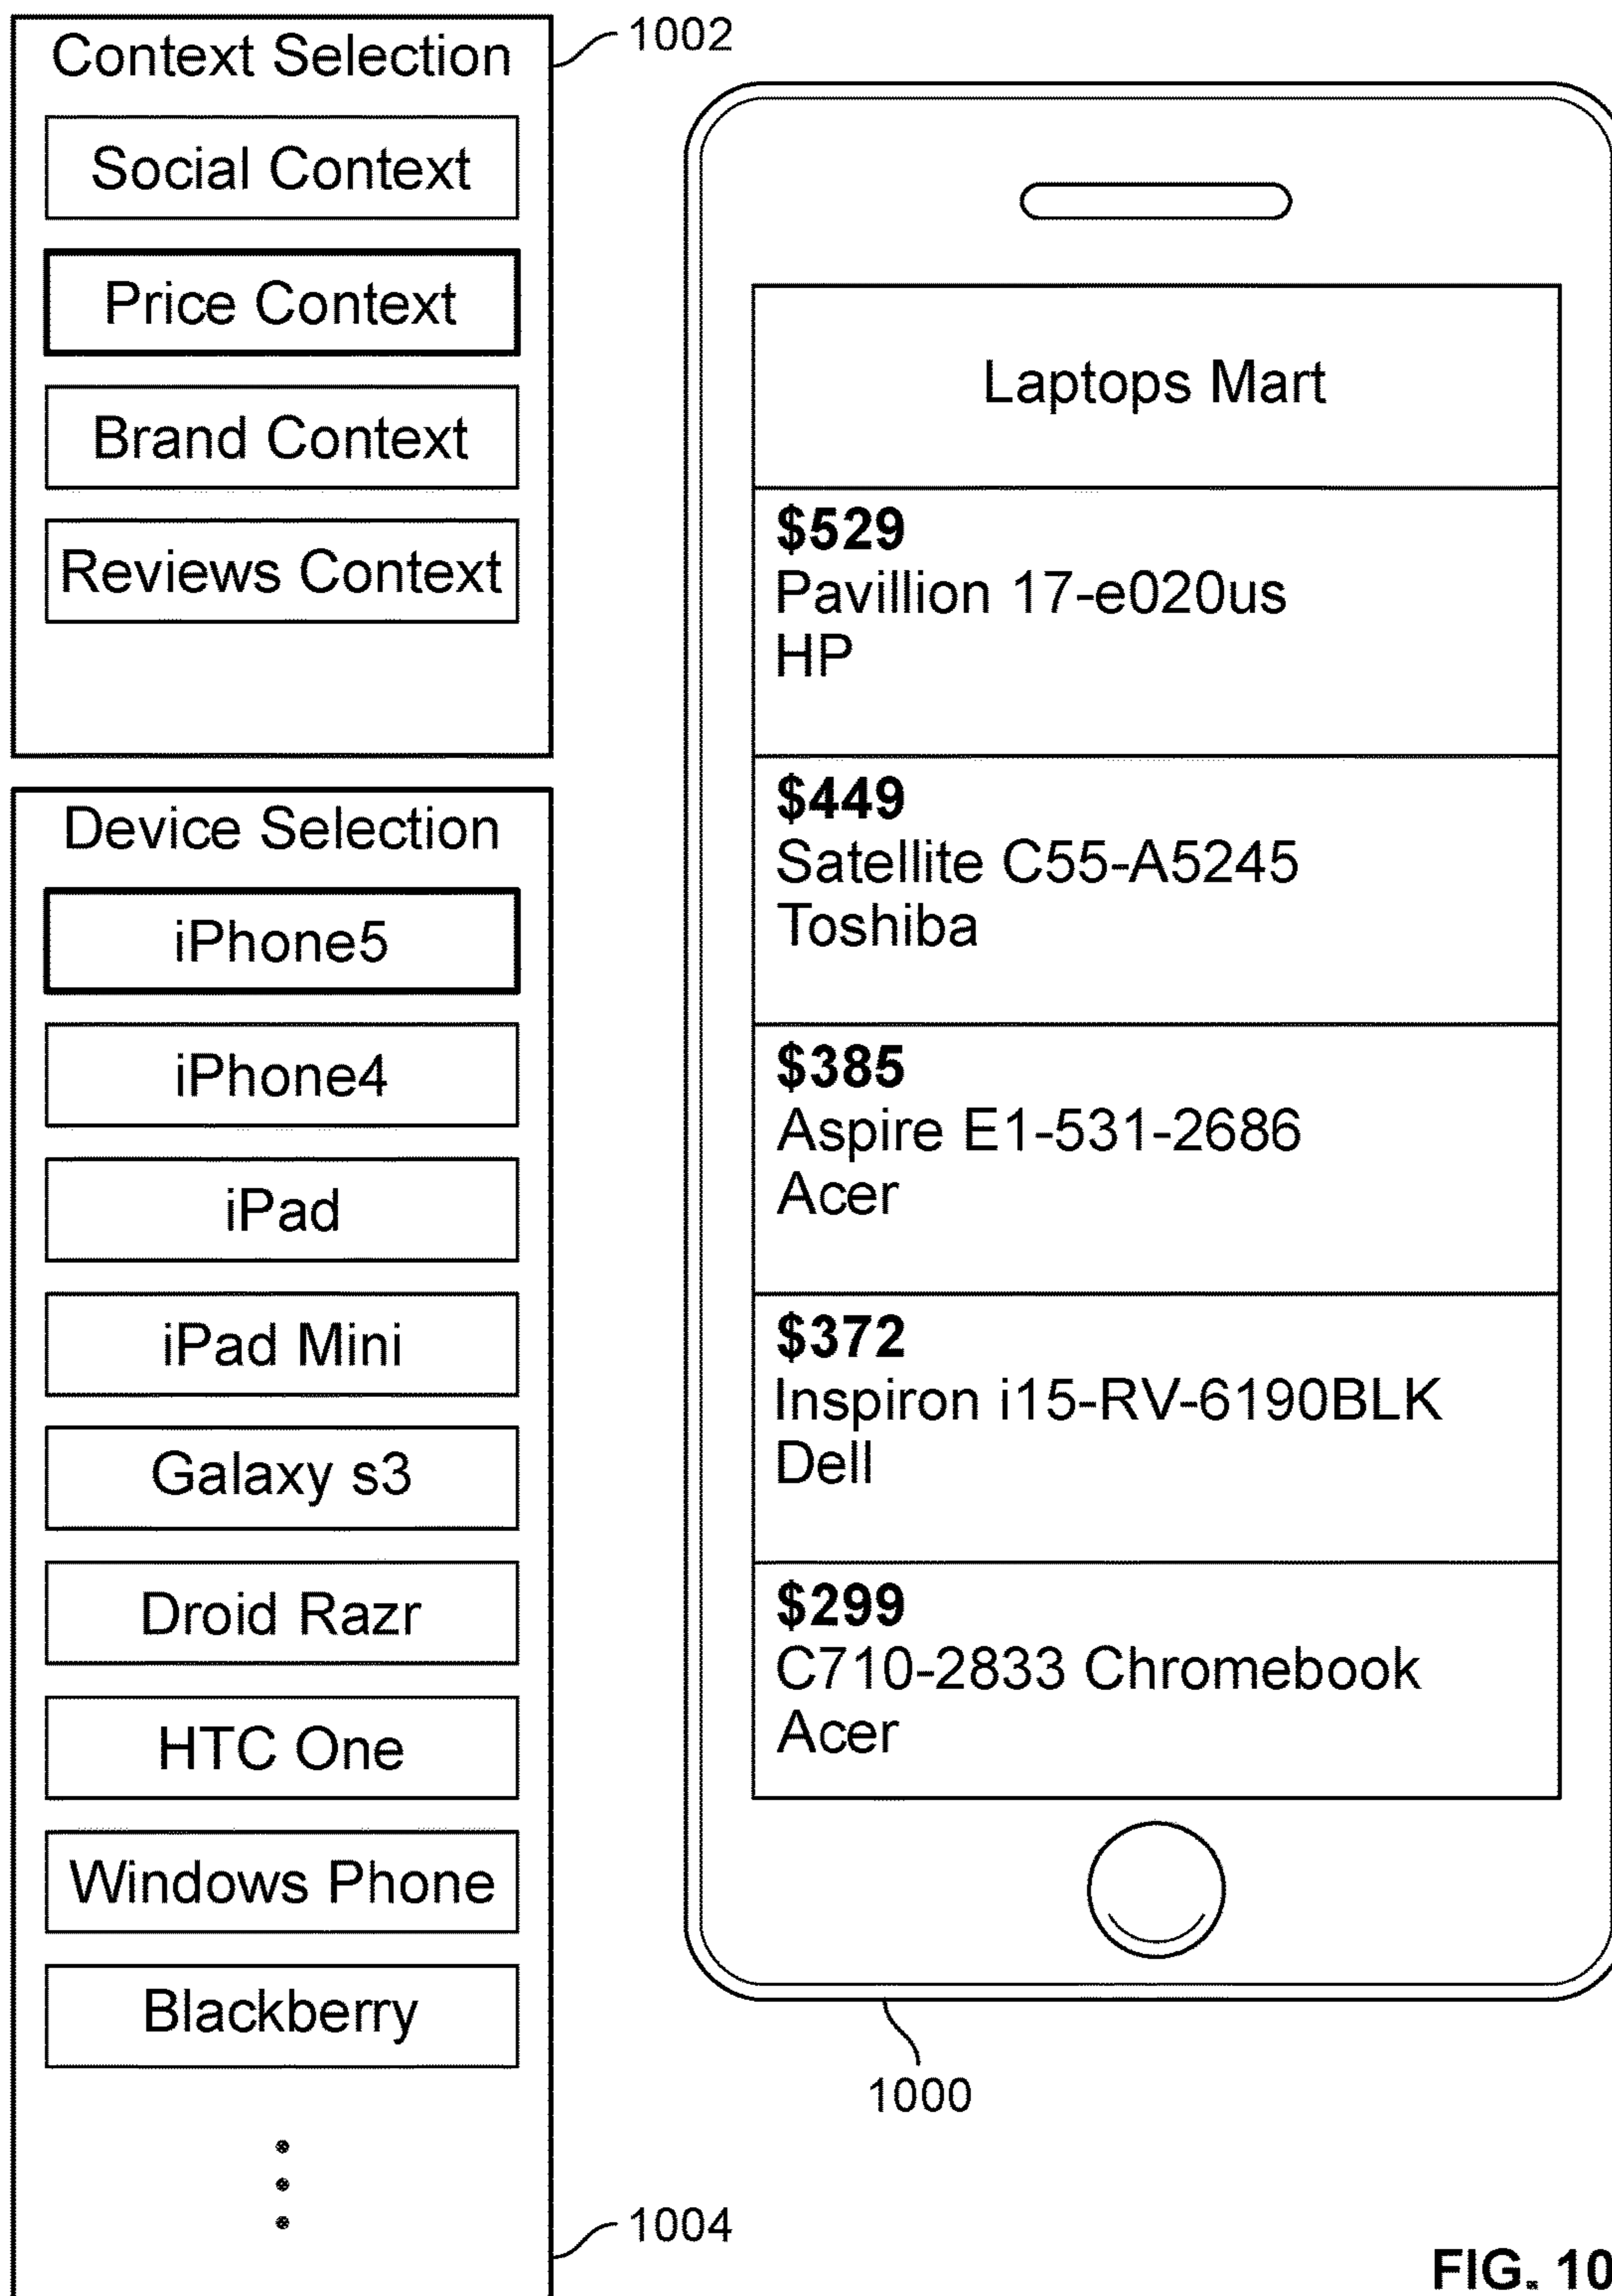 1002
Context Selection
Social Context
Price Context
Brand Context
Reviews Context
Device Selection
iPhone5
iPhone4
iPad
iPad Mini
Galaxy s3
Droid Razr
HTC One
Windows Phone
Blackberry
1004
Laptops Mart
$529
Pavillion 17-e020us
HP
$449
Satellite C55-A5245
Toshiba
$385
Aspire E1-531-2686
Acer
$372
Inspiron i15-RV-6190BLK
Dell
$299
C710-2833 Chromebook
Acer
1000
FIG. 10